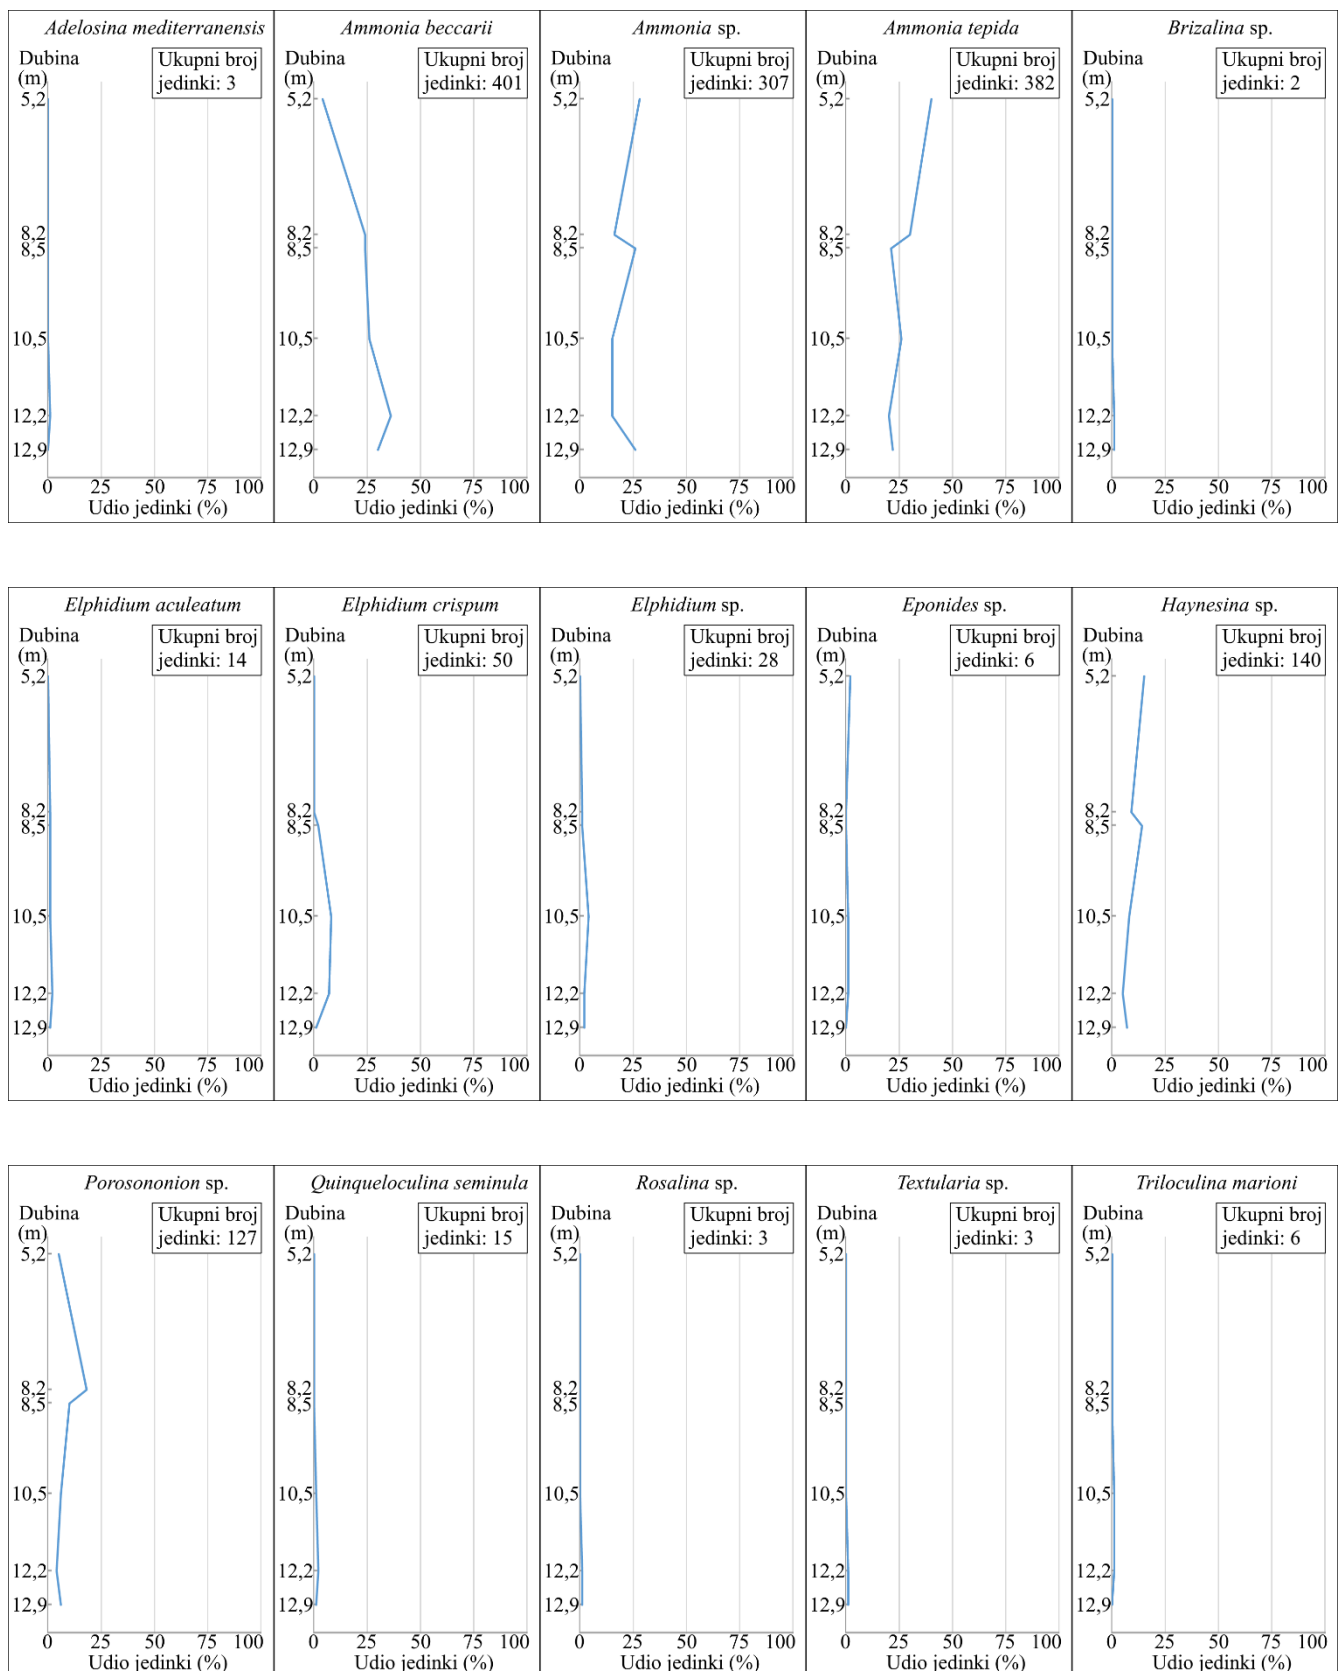 Adelosina mediterranensis
Dubina
(m)
Ukupni broj
jedinki: 3
5,2
8,2
8,5
10,5
12,2
12,9
0 25 50 75 100
Udio jedinki (%)
Ammonia beccarii
Dubina
(m)
Ukupni broj
jedinki: 401
5,2
8,2
8,5
10,5
12,2
12,9
0 25 50 75 100
Udio jedinki (%)
Ammonia sp.
Dubina
(m)
Ukupni broj
jedinki: 307
5,2
8,2
8,5
10,5
12,2
12,9
0 25 50 75 100
Udio jedinki (%)
Ammonia tepida
Dubina
(m)
Ukupni broj
jedinki: 382
5,2
8,2
8,5
10,5
12,2
12,9
0 25 50 75 100
Udio jedinki (%)
Brizalina sp.
Dubina
(m)
Ukupni broj
jedinki: 2
5,2
8,2
8,5
10,5
12,2
12,9
0 25 50 75 100
Udio jedinki (%)
Elphidium aculeatum
Dubina
(m)
Ukupni broj
jedinki: 14
5,2
8,2
8,5
10,5
12,2
12,9
0 25 50 75 100
Udio jedinki (%)
Elphidium crispum
Dubina
(m)
Ukupni broj
jedinki: 50
5,2
8,2
8,5
10,5
12,2
12,9
0 25 50 75 100
Udio jedinki (%)
Elphidium sp.
Dubina
(m)
Ukupni broj
jedinki: 28
5,2
8,2
8,5
10,5
12,2
12,9
0 25 50 75 100
Udio jedinki (%)
Eponides sp.
Dubina
(m)
Ukupni broj
jedinki: 6
5,2
8,2
8,5
10,5
12,2
12,9
0 25 50 75 100
Udio jedinki (%)
Haynesina sp.
Dubina
(m)
Ukupni broj
jedinki: 140
5,2
8,2
8,5
10,5
12,2
12,9
0 25 50 75 100
Udio jedinki (%)
Porosononion sp.
Dubina
(m)
Ukupni broj
jedinki: 127
5,2
8,2
8,5
10,5
12,2
12,9
0 25 50 75 100
Udio jedinki (%)
Quinqueloculina seminula
Dubina
(m)
Ukupni broj
jedinki: 15
5,2
8,2
8,5
10,5
12,2
12,9
0 25 50 75 100
Udio jedinki (%)
Rosalina sp.
Dubina
(m)
Ukupni broj
jedinki: 3
5,2
8,2
8,5
10,5
12,2
12,9
0 25 50 75 100
Udio jedinki (%)
Textularia sp.
Dubina
(m)
Ukupni broj
jedinki: 3
5,2
8,2
8,5
10,5
12,2
12,9
0 25 50 75 100
Udio jedinki (%)
Triloculina marioni
Dubina
(m)
Ukupni broj
jedinki: 6
5,2
8,2
8,5
10,5
12,2
12,9
0 25 50 75 100
Udio jedinki (%)